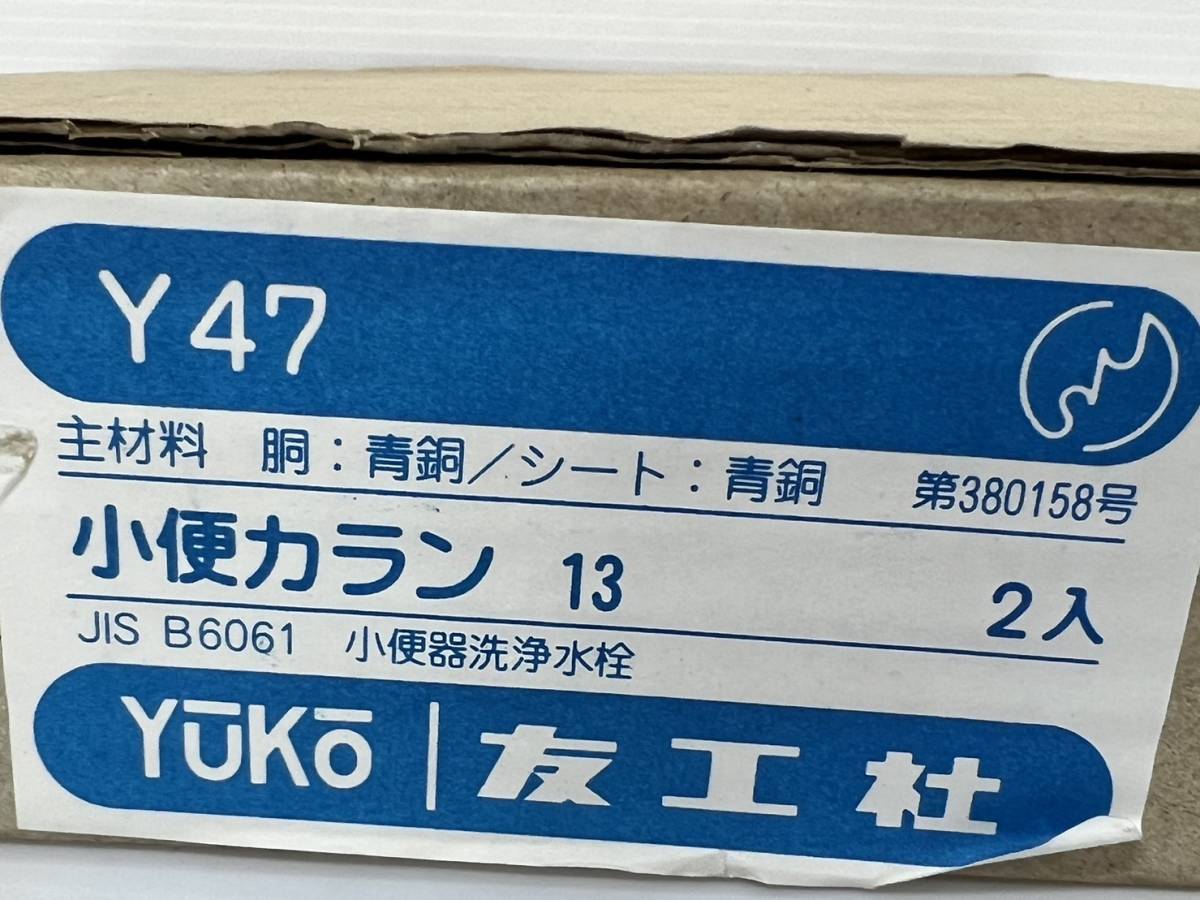 Y47
主材料 胴：青銅／シート：青銅 第380158号
小便カラン 13 2入
JIS B6061 小便器洗浄水栓
YūKō 友工社